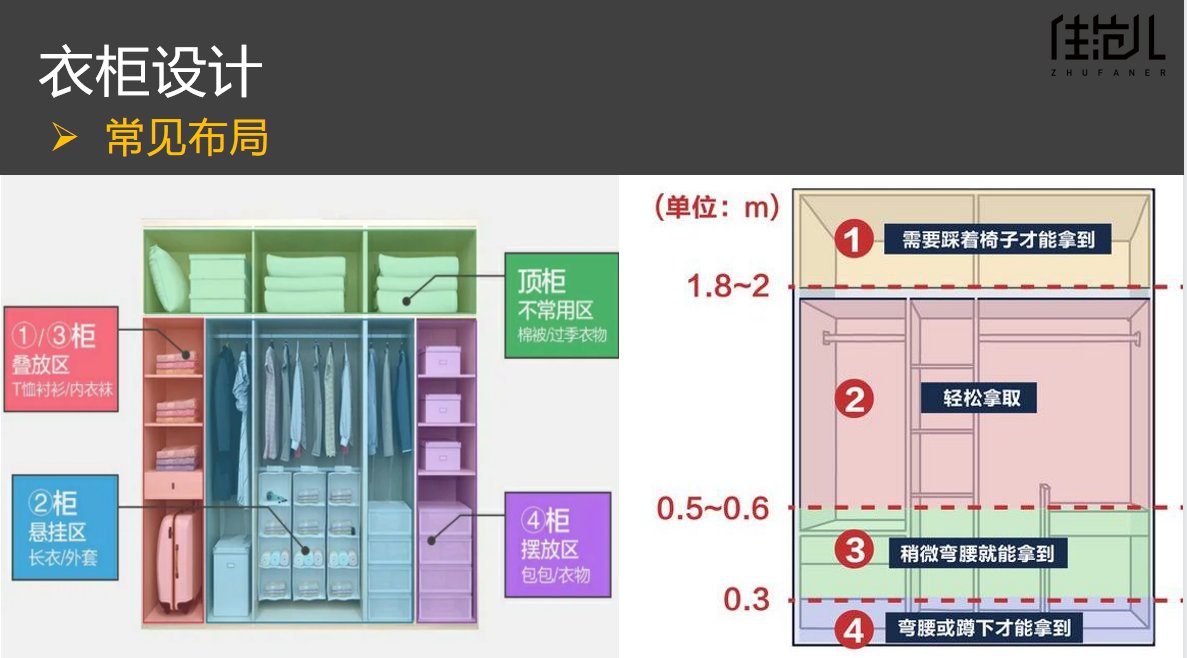 衣柜设计
➢ 常见布局
住范儿
ZHUFANER
①/③柜
叠放区
T恤衬衫/内衣袜
②柜
悬挂区
长衣/外套
顶柜
不常用区
棉被/过季衣物
④柜
摆放区
包包/衣物
(单位：m)
1 需要踩着椅子才能拿到
1.8~2
2 轻松拿取
0.5~0.6
3 稍微弯腰就能拿到
0.3
4 弯腰或蹲下才能拿到